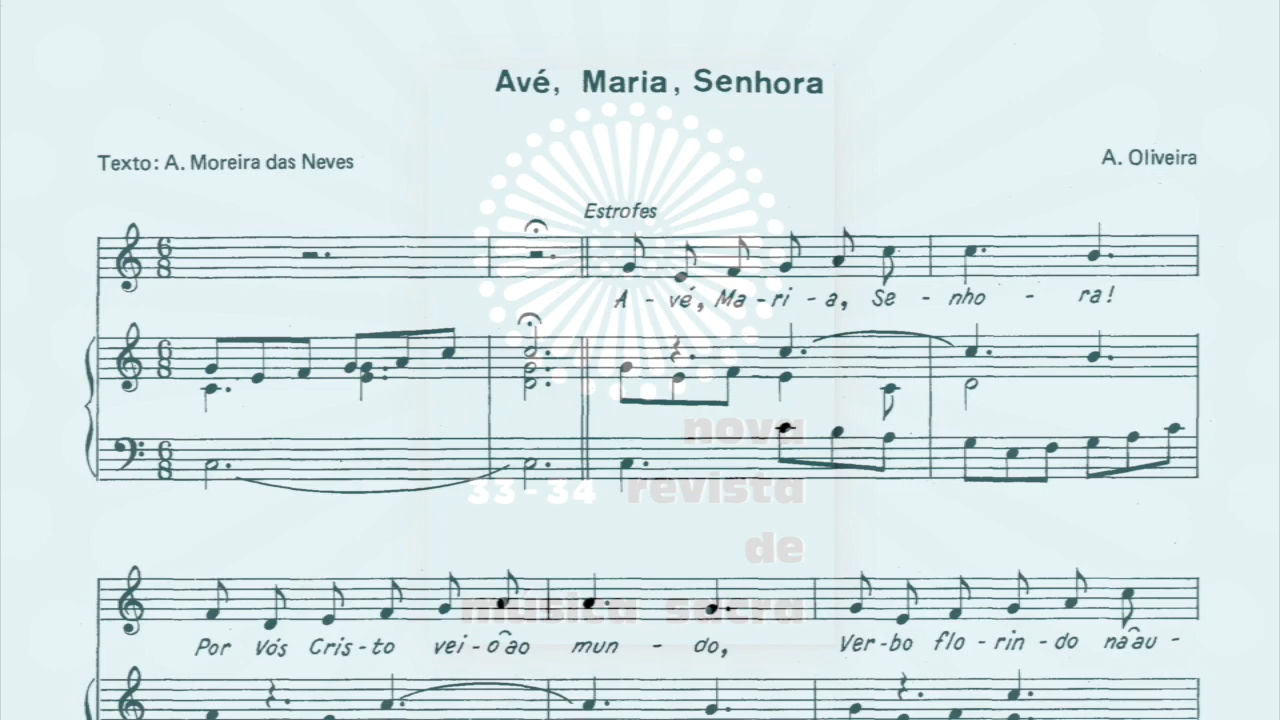 Avé, Maria, Senhora
Texto: A. Moreira das Neves
A. Oliveira
Estrofes
A - vé, Ma - ri - a, Se - nho - ra!
nova
33-34 revista
de
música sacra
Por Vós Cris - to vei - o ao mun - do, Ver - bo flo - rin - do na au -